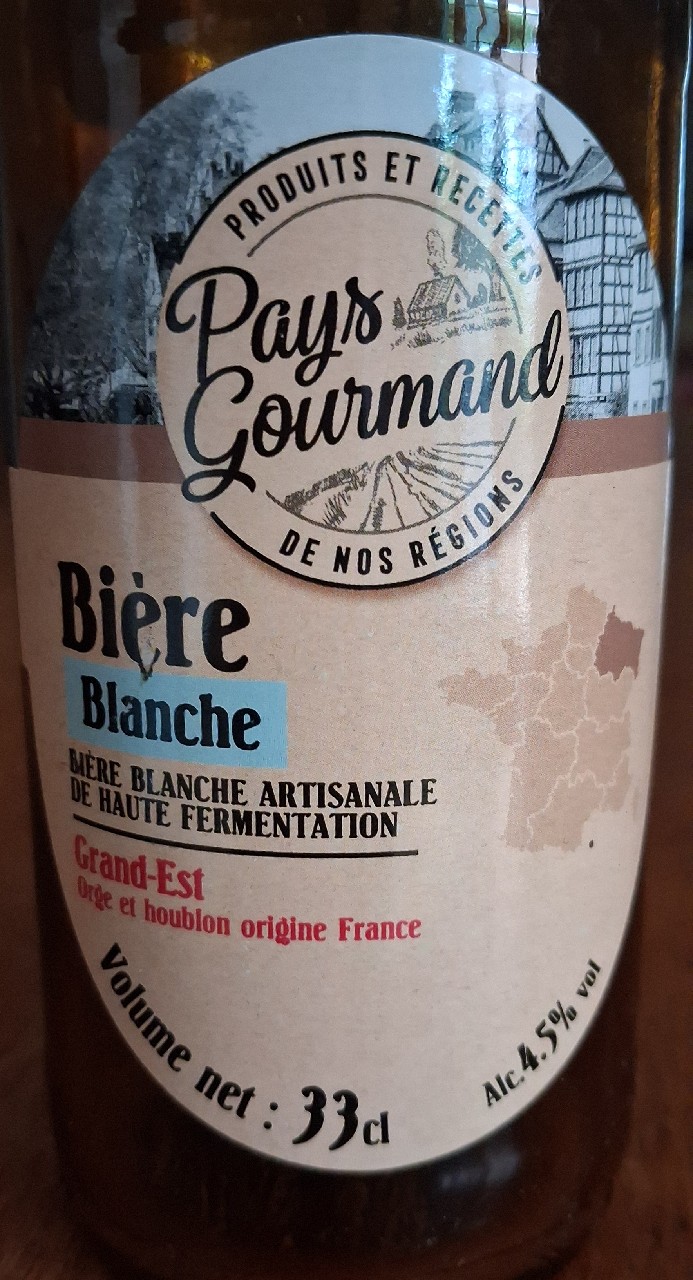 PRODUITS ET RECETTES
Pays
Gourmand
DE NOS RÉGIONS
Bière
Blanche
BIÈRE BLANCHE ARTISANALE
DE HAUTE FERMENTATION
Grand-Est
Orge et houblon origine France
Volume net : 33cl
Alc.4.5% vol